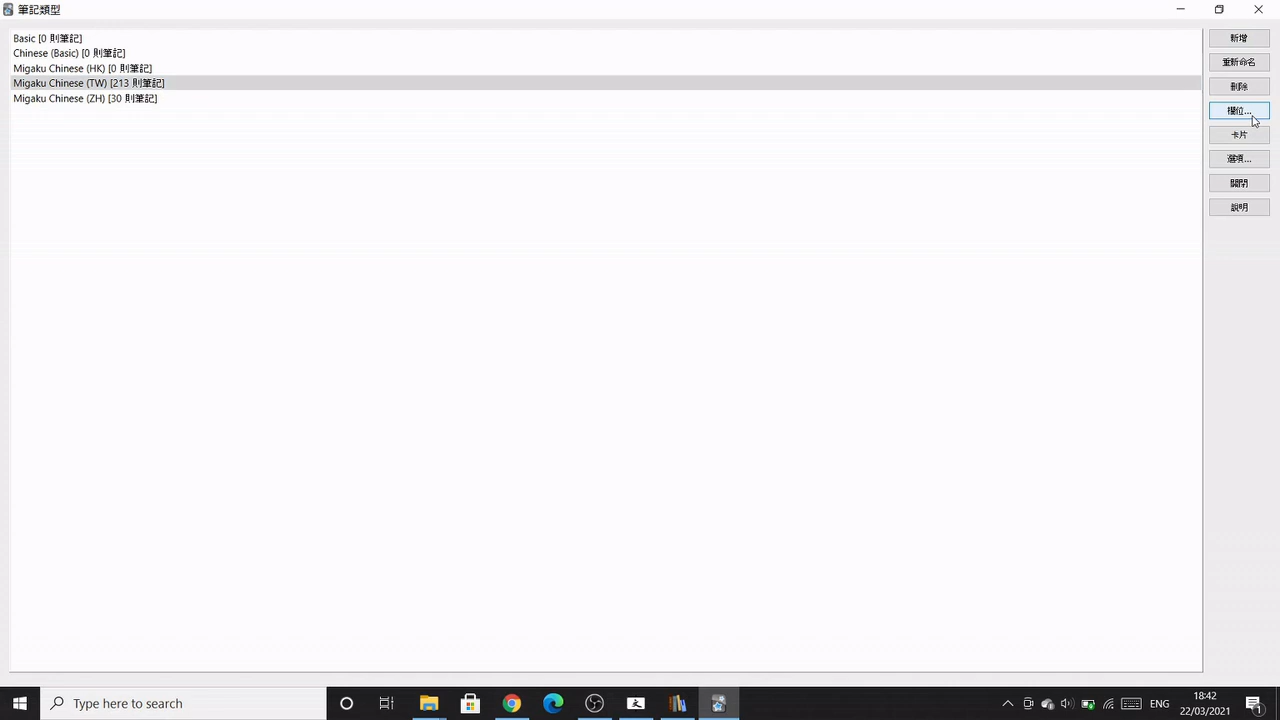 筆記類型
Basic [0 則筆記]
Chinese (Basic) [0 則筆記]
Migaku Chinese (HK) [0 則筆記]
Migaku Chinese (TW) [213 則筆記]
Migaku Chinese (ZH) [30 則筆記]
新增
重新命名
刪除
欄位...
卡片
選項...
關閉
說明
Type here to search
ENG
18:42
22/03/2021
1